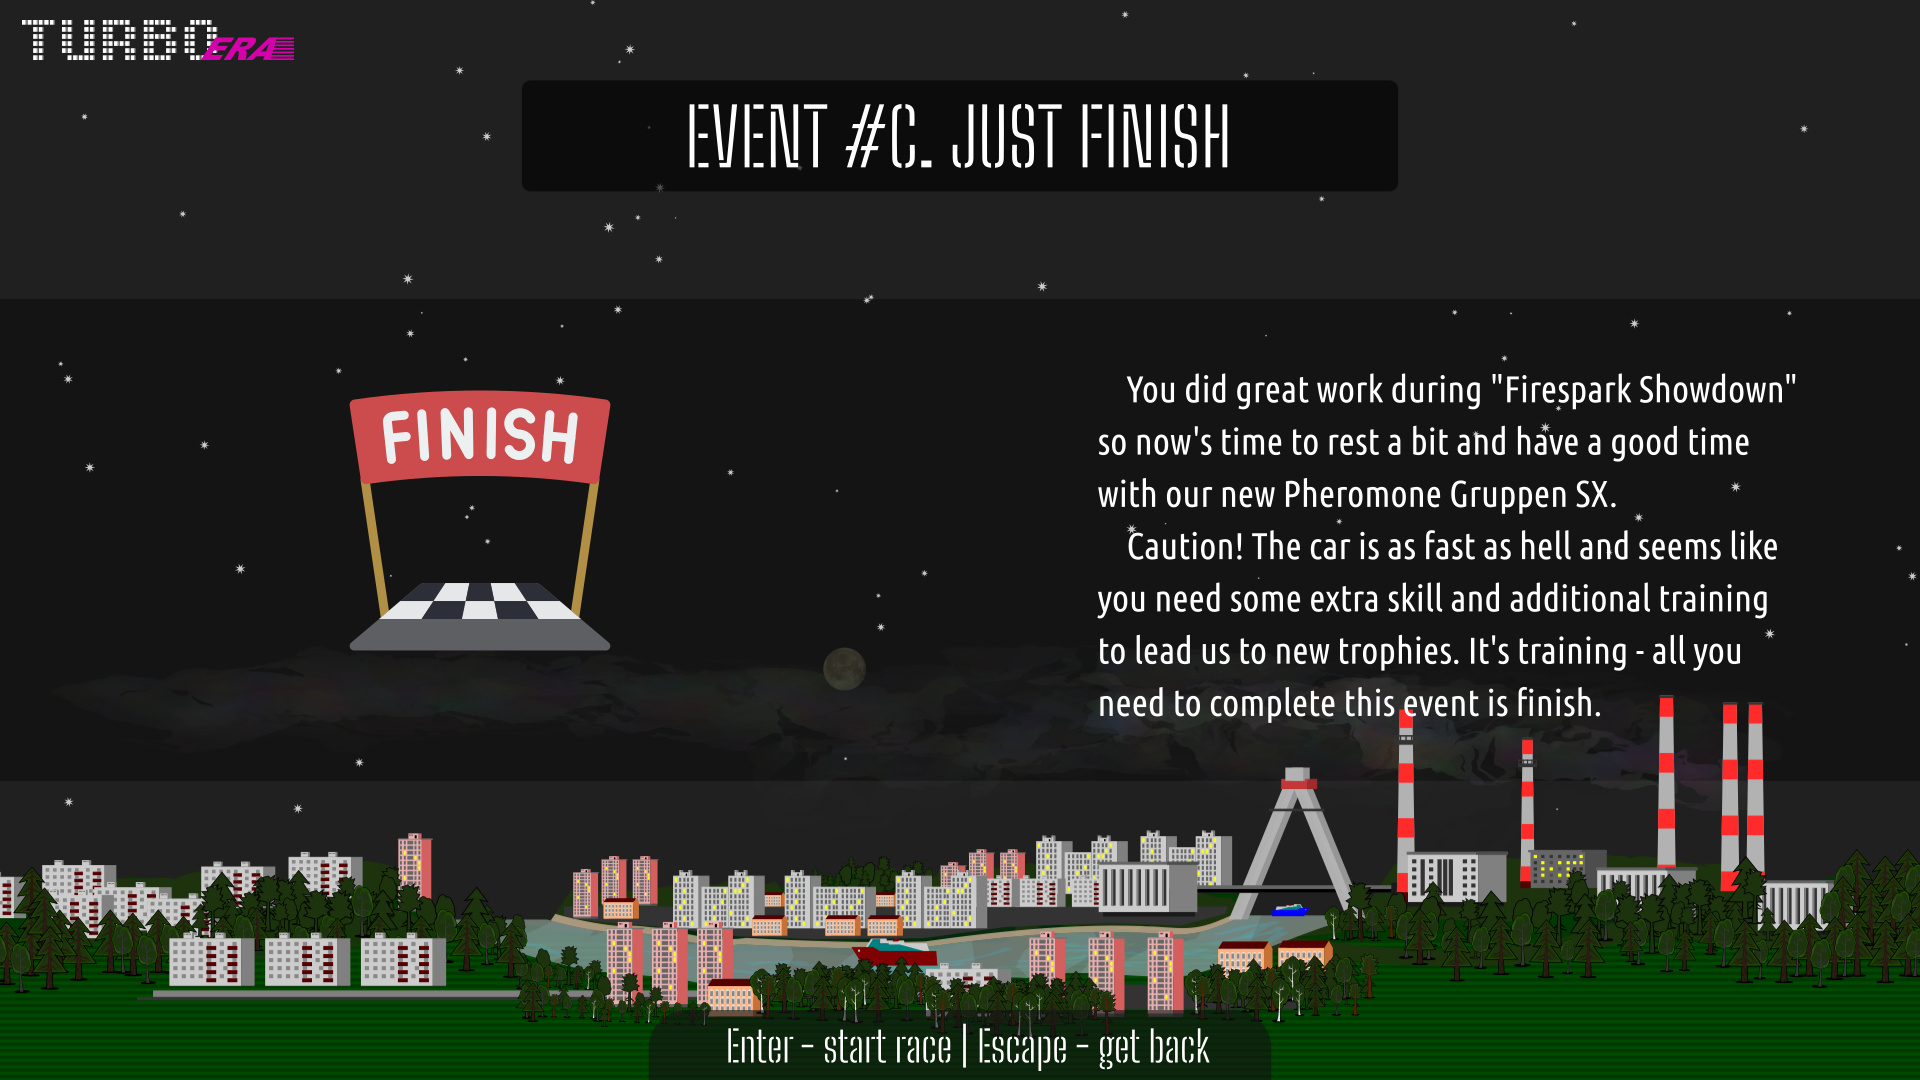 TURBO ERA
EVENT #C. JUST FINISH
FINISH
You did great work during "Firespark Showdown"
so now's time to rest a bit and have a good time
with our new Pheromone Gruppen SX.
Caution! The car is as fast as hell and seems like
you need some extra skill and additional training
to lead us to new trophies. It's training - all you
need to complete this event is finish.
Enter - start race | Escape - get back